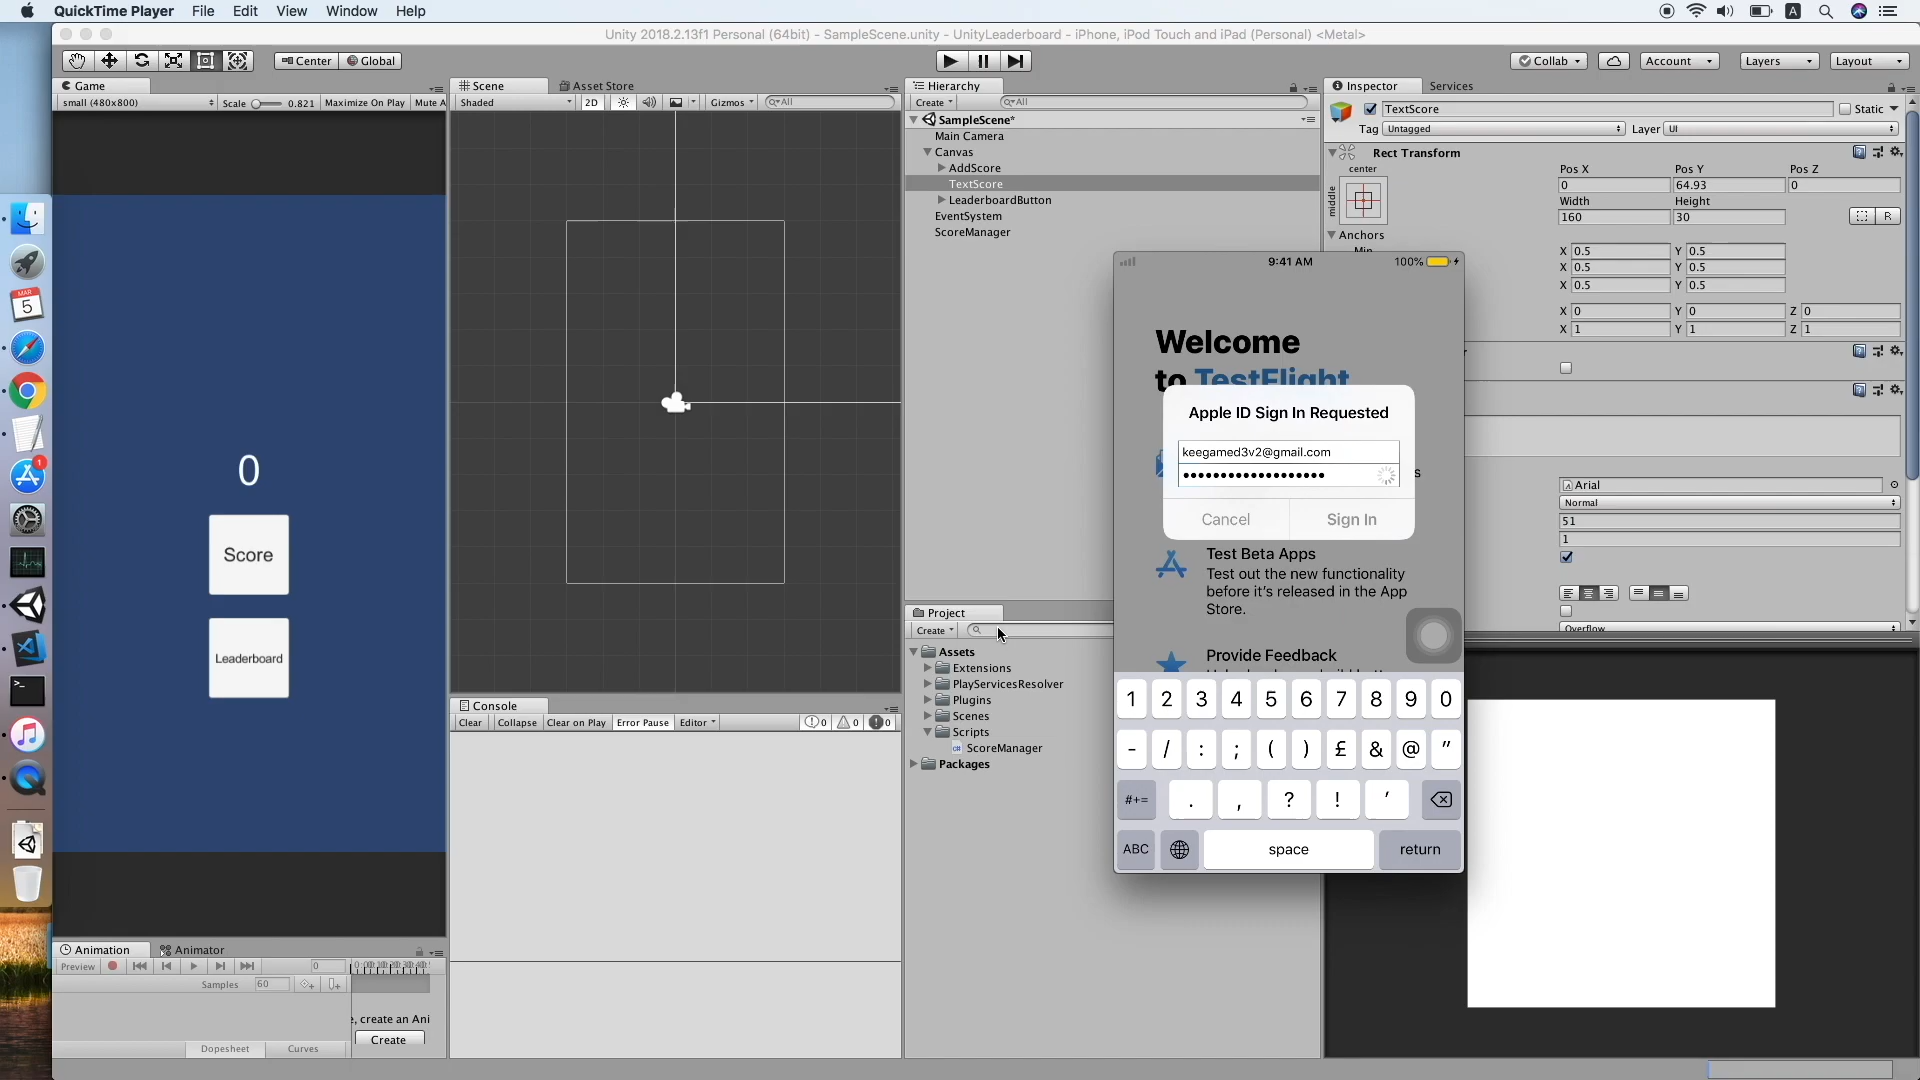 QuickTime Player File Edit View Window Help
A
Unity 2018.2.13f1 Personal (64bit) - SampleScene.unity - UnityLeaderboard - iPhone, iPod Touch and iPad (Personal) <Metal>
Center Global
Collab Account Layers Layout
Game
small (480x800) Scale 0.821 Maximize On Play Mute A
0
Score
Leaderboard
Scene Asset Store
Shaded 2D Gizmos All
Hierarchy
Create All
SampleScene*
Main Camera
Canvas
AddScore
TextScore
LeaderboardButton
EventSystem
ScoreManager
Inspector Services
TextScore Static
Tag Untagged Layer UI
Rect Transform
center
middle
Pos X Pos Y Pos Z
0 64.93 0
Width Height
160 30
R
Anchors
Min
X 0.5 Y 0.5
X 0.5 Y 0.5
X 0.5 Y 0.5
X 0 Y 0 Z 0
X 1 Y 1 Z 1
Arial
Normal
51
1
Overflow
9:41 AM 100%
Welcome
to TestFlight
Apple ID Sign In Requested
keegamed3v2@gmail.com
•••••••••••••••••••
Cancel Sign In
s
Test Beta Apps
Test out the new functionality
before it's released in the App
Store.
Provide Feedback
1 2 3 4 5 6 7 8 9 0
- / : ; ( ) £ & @ "
#+= . , ? ! '
ABC space return
Project
Create
Assets
Extensions
PlayServicesResolver
Plugins
Scenes
Scripts
ScoreManager
Packages
Console
Clear Collapse Clear on Play Error Pause Editor 0 0 0
Animation Animator
Preview 0
Samples 60
, create an Ani
Create
Dopesheet Curves
MAR
5
1